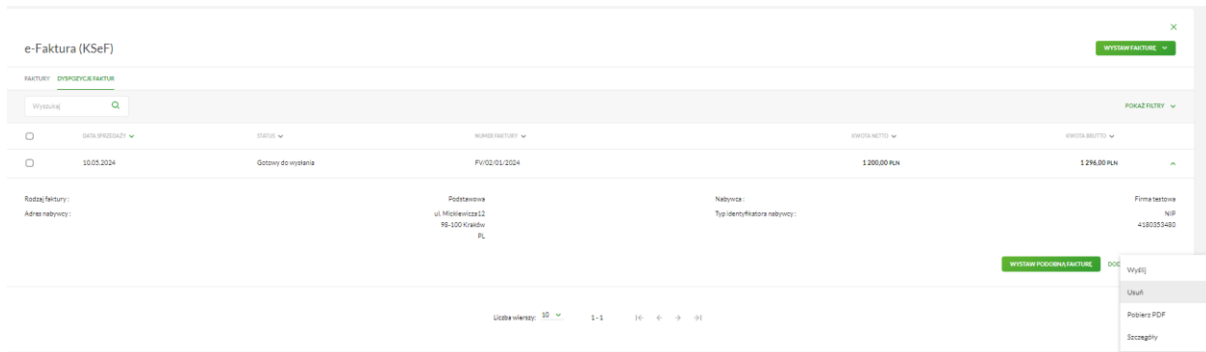 e-Faktura (KSeF)
WYSTAW FAKTURĘ
FAKTURY DYSPOZYCJE FAKTUR
Wyszukaj
POKAŻ FILTRY
DATA SPRZEDAŻY STATUS NUMER FAKTURY KWOTA NETTO KWOTA BRUTTO
10.05.2024 Gotowy do wysłania FV/02/01/2024 1 200,00 PLN 1 296,00 PLN
Rodzaj faktury: Podstawowa Nabywca: Firma testowa
Adres nabywcy: ul. Mickiewicza12 Typ identyfikatora nabywcy: NIP
98-100 Kraków 4180353480
PL
WYSTAW PODOBNĄ FAKTURĘ
Wyślij
Usuń
Pobierz PDF
Szczegóły
Liczba wierszy: 10 1-1